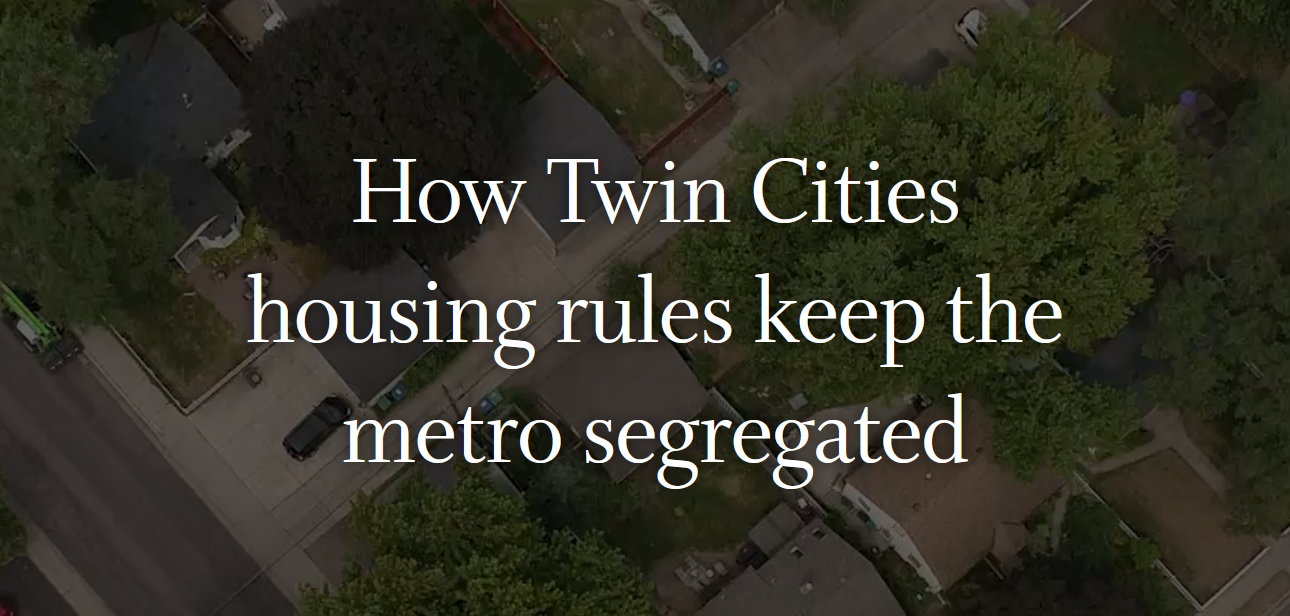 How Twin Cities
housing rules keep the
metro segregated